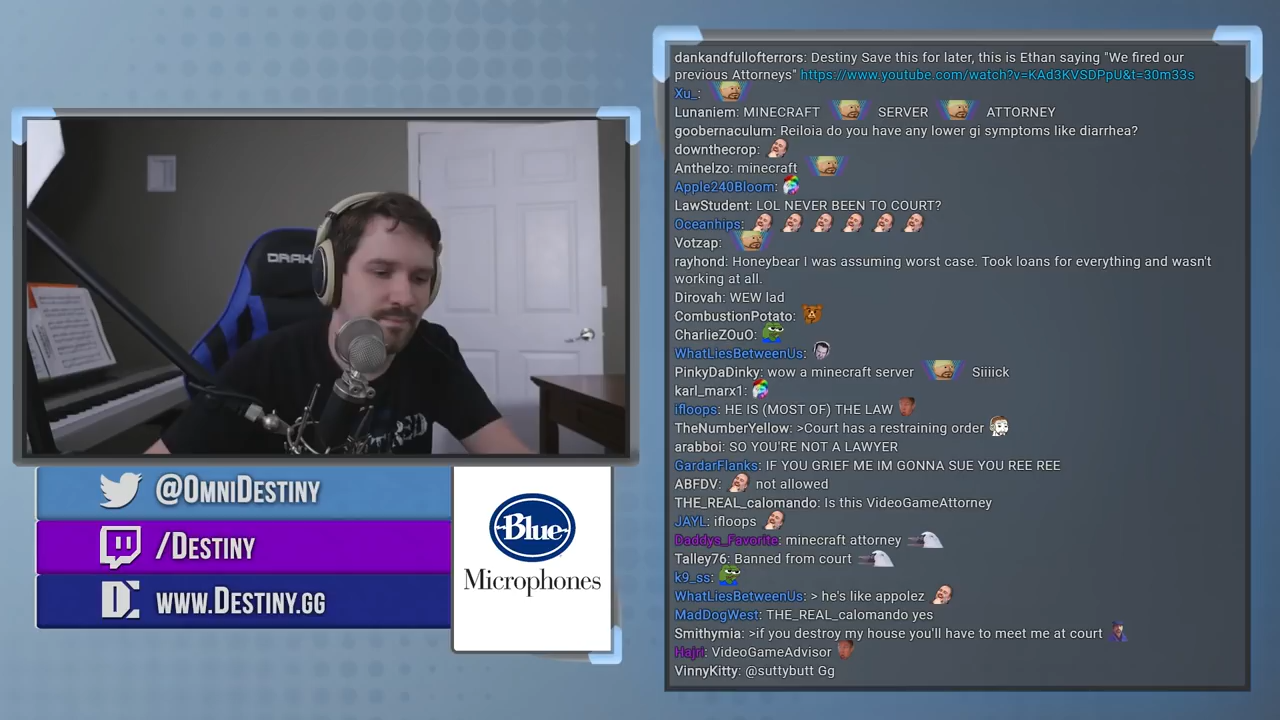 dankandfullofterrors: Destiny Save this for later, this is Ethan saying "We fired our
previous Attorneys" https://www.youtube.com/watch?v=KAd3KVSDPpU&t=30m33s
Xu_:
Lunaniem: MINECRAFT SERVER ATTORNEY
goobernaculum: Reiloia do you have any lower gi symptoms like diarrhea?
downthecrop:
Anthelzo: minecraft
Apple240Bloom:
LawStudent: LOL NEVER BEEN TO COURT?
Oceanhips:
Votzap:
rayhond: Honeybear I was assuming worst case. Took loans for everything and wasn't
working at all.
Dirovah: WEW lad
CombustionPotato:
CharlieZOuO:
WhatLiesBetweenUs:
PinkyDaDinky: wow a minecraft server Siiiick
karl_marx1:
ifloops: HE IS (MOST OF) THE LAW
TheNumberYellow: >Court has a restraining order
arabboi: SO YOU'RE NOT A LAWYER
GardarFlanks: IF YOU GRIEF ME IM GONNA SUE YOU REE REE
ABFDV: not allowed
THE_REAL_calomando: Is this VideoGameAttorney
JAYL: ifloops
Daddys_Favorite: minecraft attorney
Talley76: Banned from court
k9_ss:
WhatLiesBetweenUs: > he's like appolez
MadDogWest: THE_REAL_calomando yes
Smithymia: >if you destroy my house you'll have to meet me at court
Hajri: VideoGameAdvisor
VinnyKitty: @suttybutt Gg
@OmniDestiny
/Destiny
www.Destiny.gg
Blue
Microphones